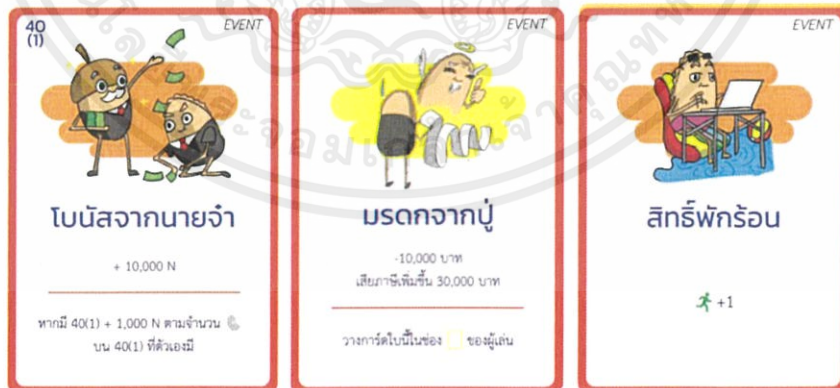 40
(1)
EVENT
โบนัสจากนายจ๋า
+ 10,000 N
หากมี 40(1) + 1,000 N ตามจำนวน
บน 40(1) ที่ตัวเองมี
EVENT
มรดกจากปู่
-10,000 บาท
เสียภาษีเพิ่มขึ้น 30,000 บาท
วางการ์ดใบนี้ในช่อง ของผู้เล่น
EVENT
สิทธิ์พักร้อน
+1